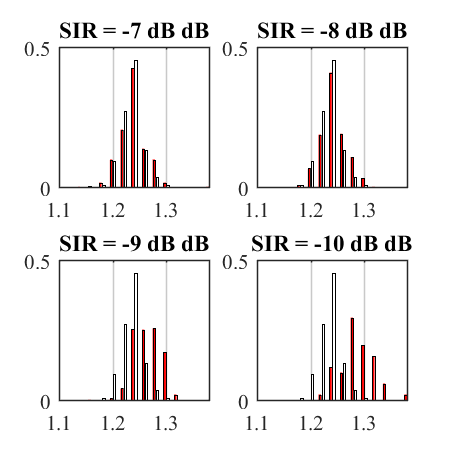 SIR = -7 dB dB
SIR = -8 dB dB
0.5
0.5
0
0
1.1 1.2 1.3
1.1 1.2 1.3
SIR = -9 dB dB
SIR = -10 dB dB
0.5
0.5
0
0
1.1 1.2 1.3
1.1 1.2 1.3